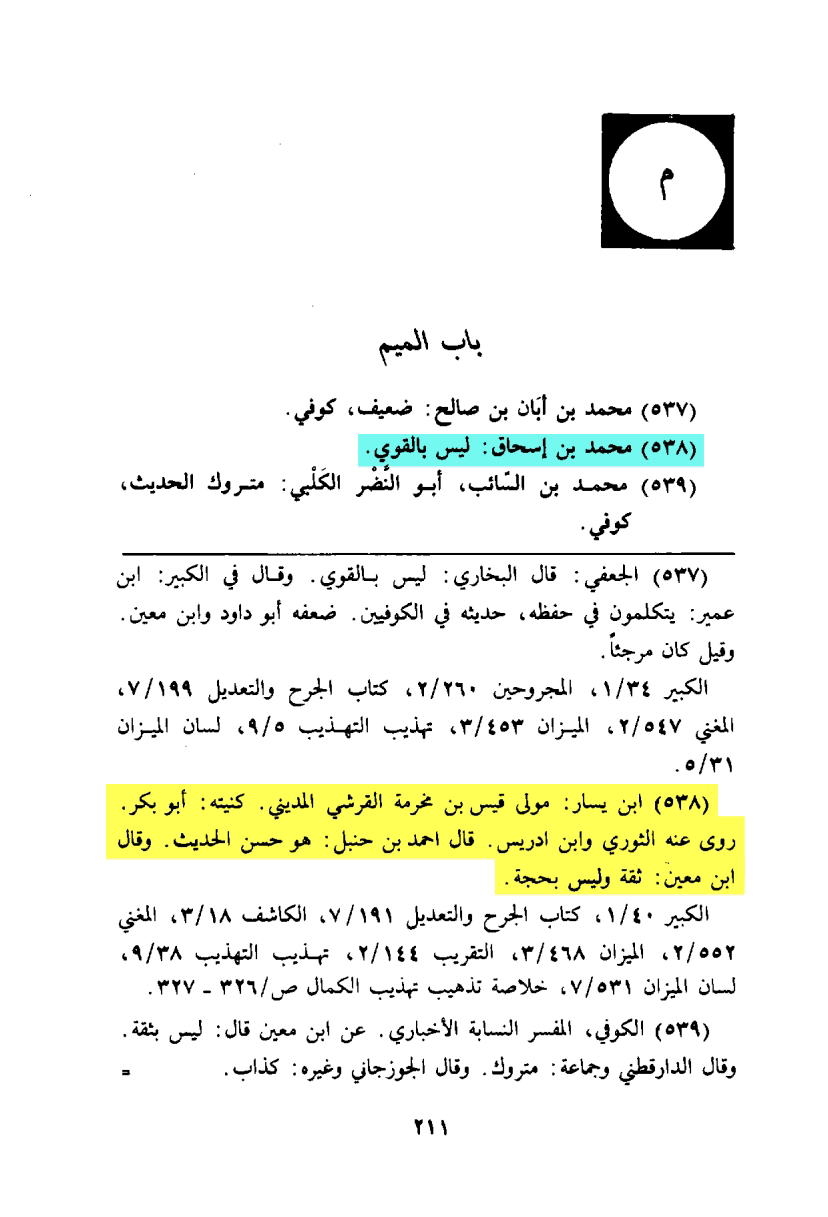 م
باب الميم
(٥٣٧) محمد بن أبَان بن صالح: ضعيف، كوفي.
(٥٣٨) محمد بن إسحاق: ليس بالقوي.
(٥٣٩) محمد بن السّائب، أبو النَّضْر الكَلْبي: متروك الحديث،
كوفي.
(٥٣٧) الجعفي: قال البخاري: ليس بالقوي. وقال في الكبير: ابن
عمير: يتكلمون في حفظه، حديثه في الكوفيين. ضعفه أبو داود وابن معين.
وقيل كان مرجئاً.
الكبير ١/٣٤، المجروحين ٢/٢٦٠، كتاب الجرح والتعديل ٧/١٩٩،
المغني ٢/٥٤٧، الميزان ٣/٤٥٣، تهذيب التهذيب ٩/٥، لسان الميزان
٥/٣١.
(٥٣٨) ابن يسار: مولى قيس بن مخرمة القرشي المديني. كنيته: أبو بكر.
روى عنه الثوري وابن ادريس. قال احمد بن حنبل: هو حسن الحديث. وقال
ابن معين: ثقة وليس بحجة.
الكبير ١/٤٠، كتاب الجرح والتعديل ٧/١٩١، الكاشف ٣/١٨، المغني
٢/٥٥٢، الميزان ٣/٤٦٨، التقريب ٢/١٤٤، تهذيب التهذيب ٩/٣٨،
لسان الميزان ٧/٥٣١، خلاصة تذهيب تهذيب الكمال ص/٣٢٦ - ٣٢٧.
(٥٣٩) الكوفي، المفسر النسابة الأخباري. عن ابن معين قال: ليس بثقة.
وقال الدارقطني وجماعة: متروك. وقال الجوزجاني وغيره: كذاب. =
٢١١